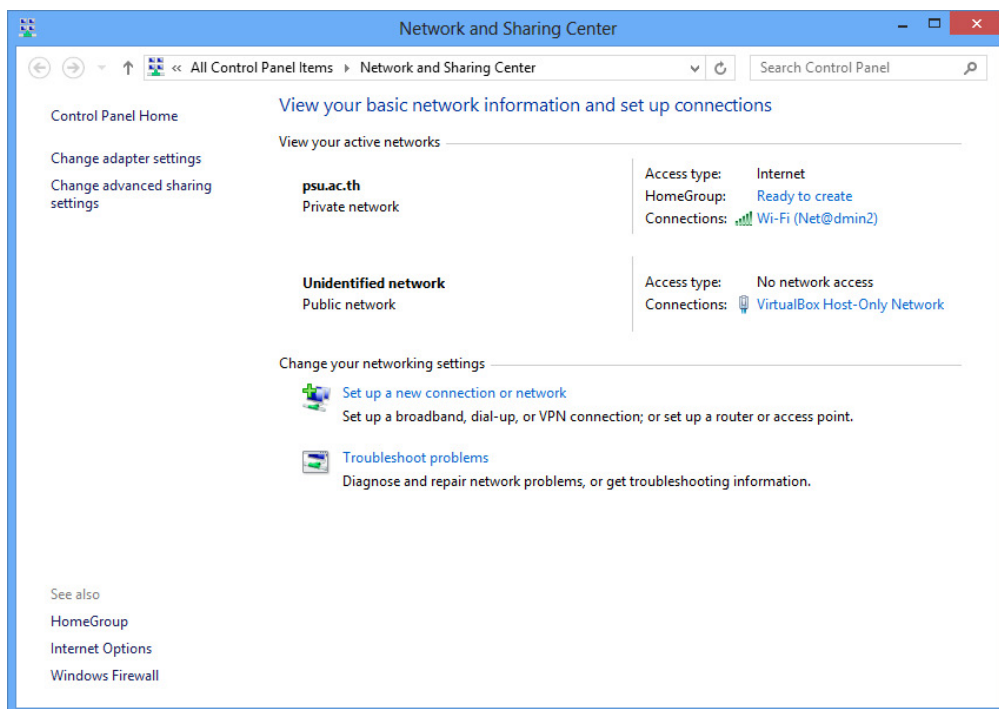 Network and Sharing Center
« All Control Panel Items Network and Sharing Center
Search Control Panel
Control Panel Home
Change adapter settings
Change advanced sharing
settings
View your basic network information and set up connections
View your active networks
psu.ac.th
Private network
Access type: Internet
HomeGroup: Ready to create
Connections: Wi-Fi (Net@dmin2)
Unidentified network
Public network
Access type: No network access
Connections: VirtualBox Host-Only Network
Change your networking settings
Set up a new connection or network
Set up a broadband, dial-up, or VPN connection; or set up a router or access point.
Troubleshoot problems
Diagnose and repair network problems, or get troubleshooting information.
See also
HomeGroup
Internet Options
Windows Firewall